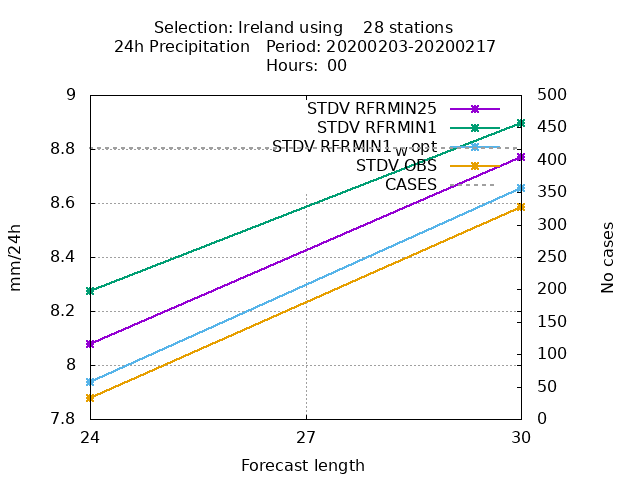 Selection: Ireland using    28 stations
24h Precipitation   Period: 20200203-20200217
Hours:  00
9
8.8
8.6
8.4
8.2
8
7.8
mm/24h
STDV RFRMIN25
STDV RFRMIN1
STDV RFRMIN1_w opt
STDV OBS
CASES
500
450
400
350
300
250
200
150
100
50
0
No cases
24 27 30
Forecast length